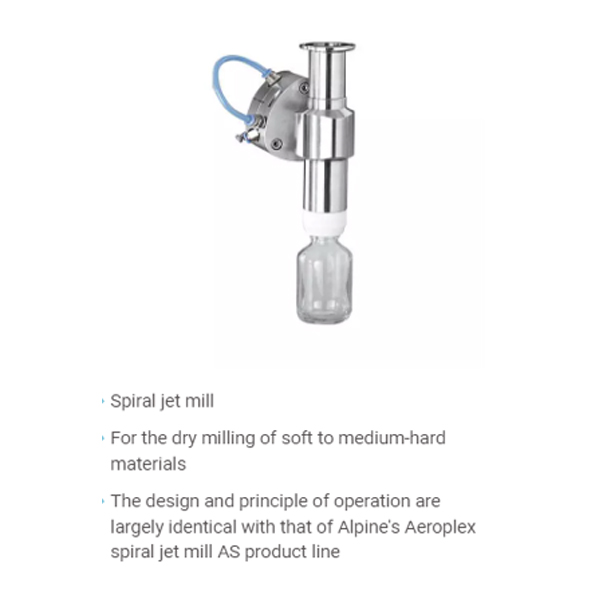 Spiral jet mill
For the dry milling of soft to medium-hard
materials
The design and principle of operation are
largely identical with that of Alpine's Aeroplex
spiral jet mill AS product line